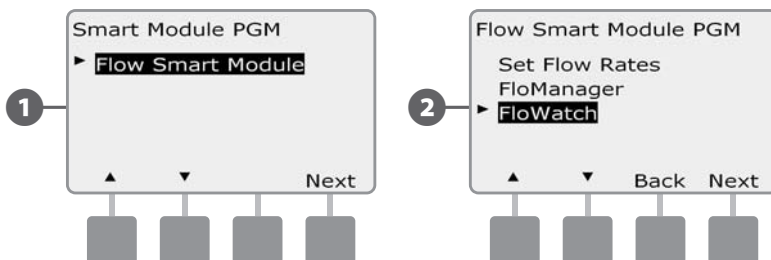 Smart Module PGM
► Flow Smart Module
1
▲ ▼ Next
Flow Smart Module PGM
Set Flow Rates
FloManager
2
► FloWatch
▲ ▼ Back Next